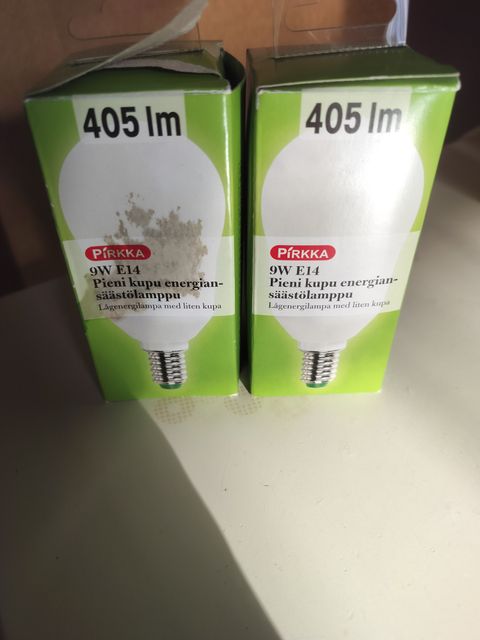 405 lm
PIRKKA
9W E14
Pieni kupu energian-
säästölamppu
Lågenergilampa med liten kupa
405 lm
PIRKKA
9W E14
Pieni kupu energian-
säästölamppu
Lågenergilampa med liten kupa